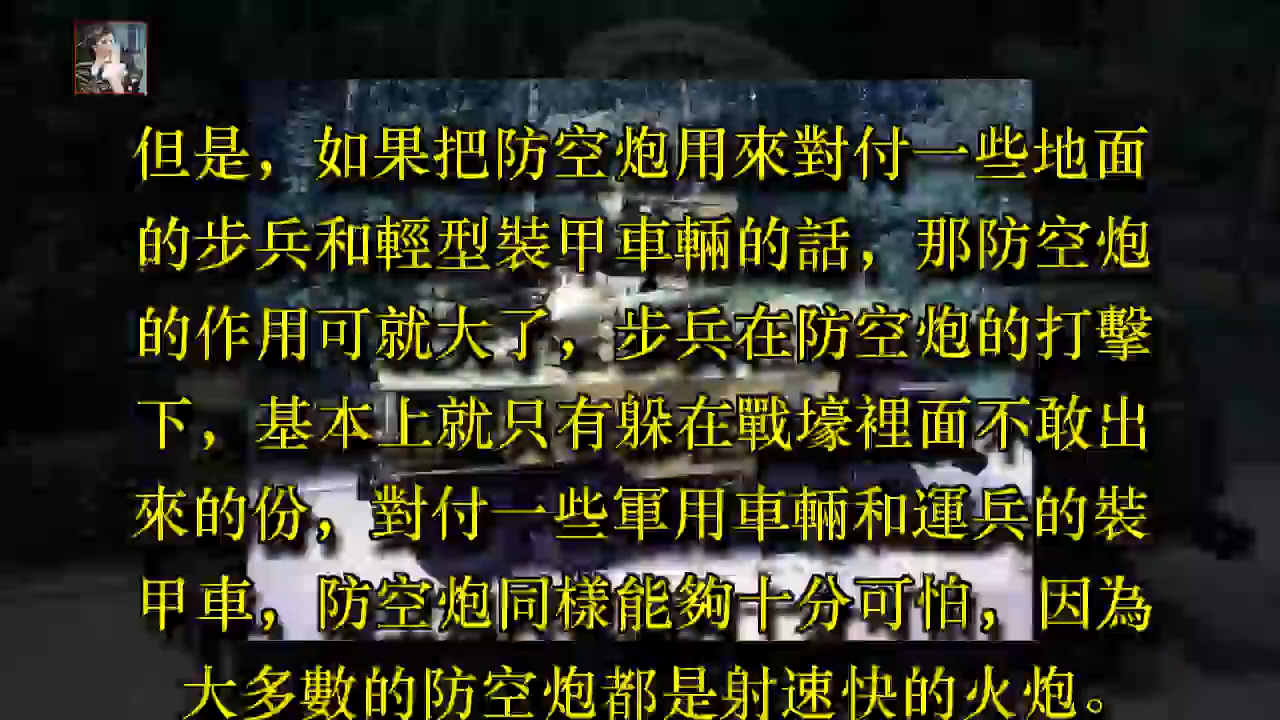 但是，如果把防空炮用來對付一些地面
的步兵和輕型裝甲車輛的話，那防空炮
的作用可就大了，步兵在防空炮的打擊
下，基本上就只有躲在戰壕裡面不敢出
來的份，對付一些軍用車輛和運兵的裝
甲車，防空炮同樣能夠十分可怕，因為
大多數的防空炮都是射速快的火炮。